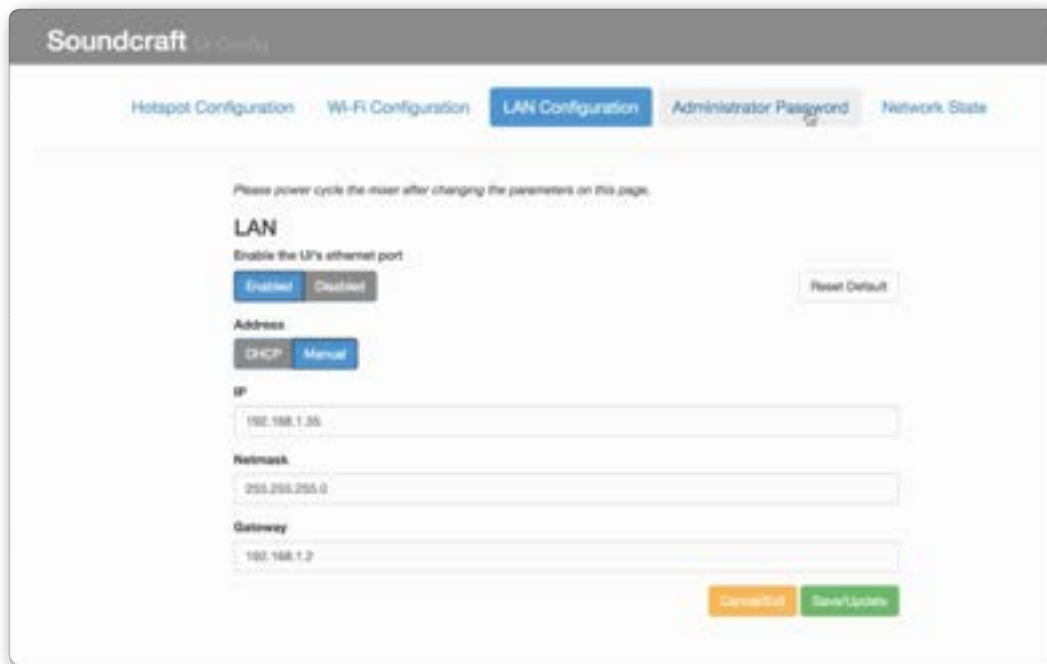 Soundcraft Ui Config
Hotspot Configuration Wi-Fi Configuration LAN Configuration Administrator Password Network State
Please power cycle the mixer after changing the parameters on this page.
LAN
Enable the UI's ethernet port
Enabled Disabled Reset Default
Address
DHCP Manual
IP
192.168.1.35
Netmask
255.255.255.0
Gateway
192.168.1.2
Cancel/Exit Save/Update